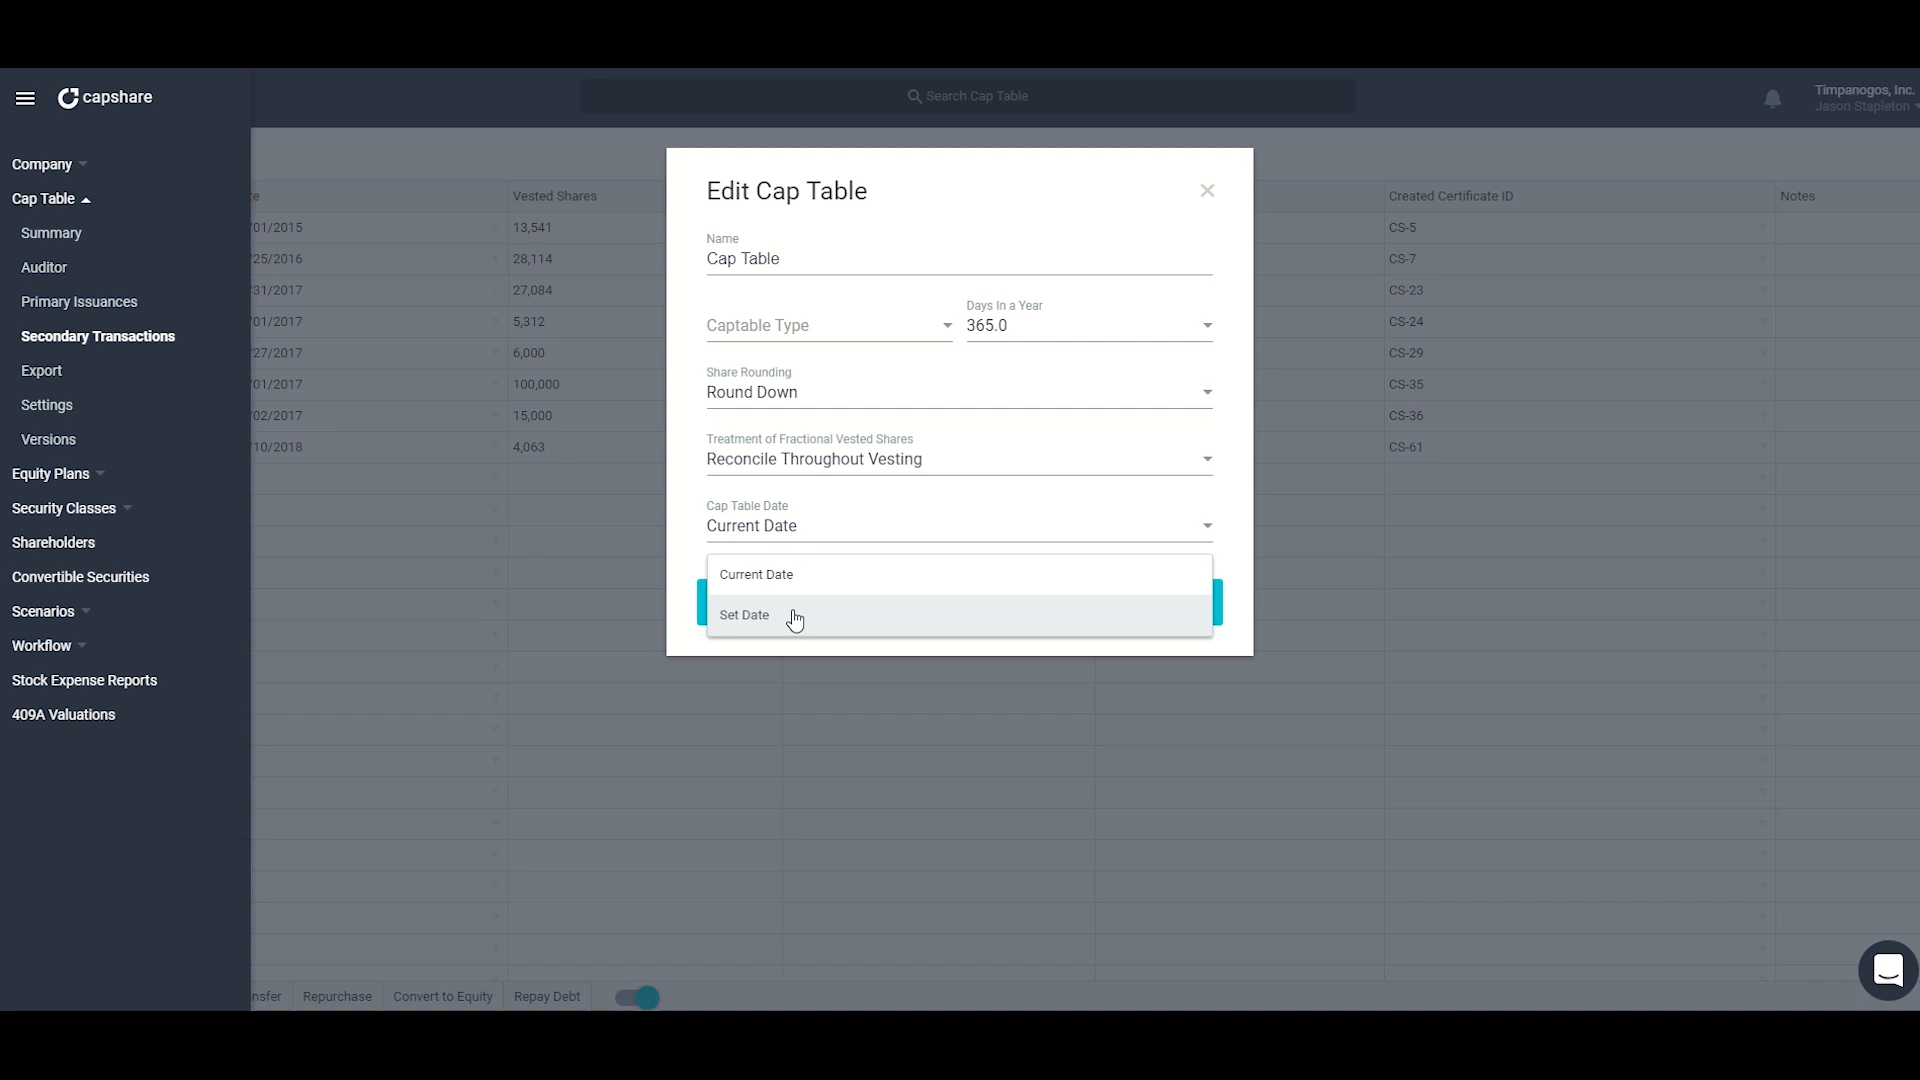 capshare
Search Cap Table
Timpanogos, Inc.
Jason Stapleton
Company
Cap Table
Summary
Auditor
Primary Issuances
Secondary Transactions
Export
Settings
Versions
Equity Plans
Security Classes
Shareholders
Convertible Securities
Scenarios
Workflow
Stock Expense Reports
409A Valuations
e Vested Shares Created Certificate ID Notes
01/2015 13,541 CS-5
25/2016 28,114 CS-7
31/2017 27,084 CS-23
01/2017 5,312 CS-24
27/2017 6,000 CS-29
01/2017 100,000 CS-35
02/2017 15,000 CS-36
10/2018 4,063 CS-61
Edit Cap Table
Name
Cap Table
Captable Type
Days In a Year
365.0
Share Rounding
Round Down
Treatment of Fractional Vested Shares
Reconcile Throughout Vesting
Cap Table Date
Current Date
Current Date
Set Date
nsfer Repurchase Convert to Equity Repay Debt